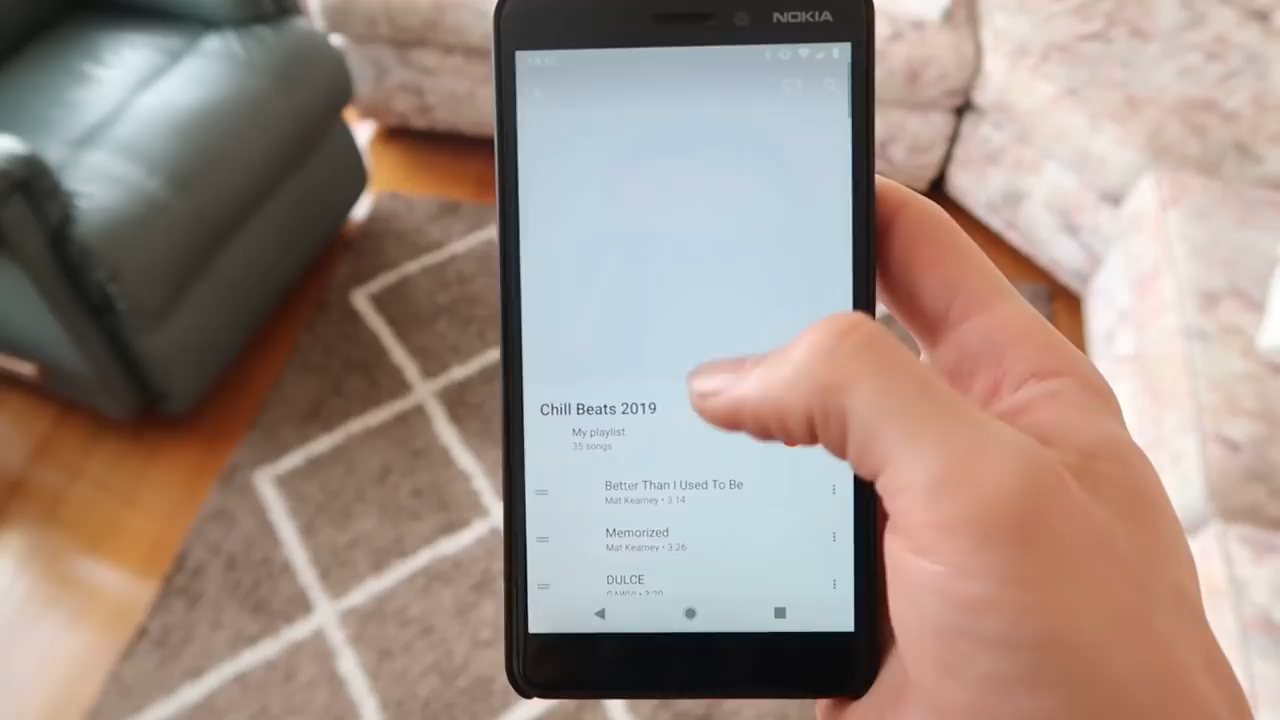 NOKIA
Chill Beats 2019
My playlist
35 songs
Better Than I Used To Be
Mat Kearney • 3.14
Memorized
Mat Kearney • 3.26
DULCE